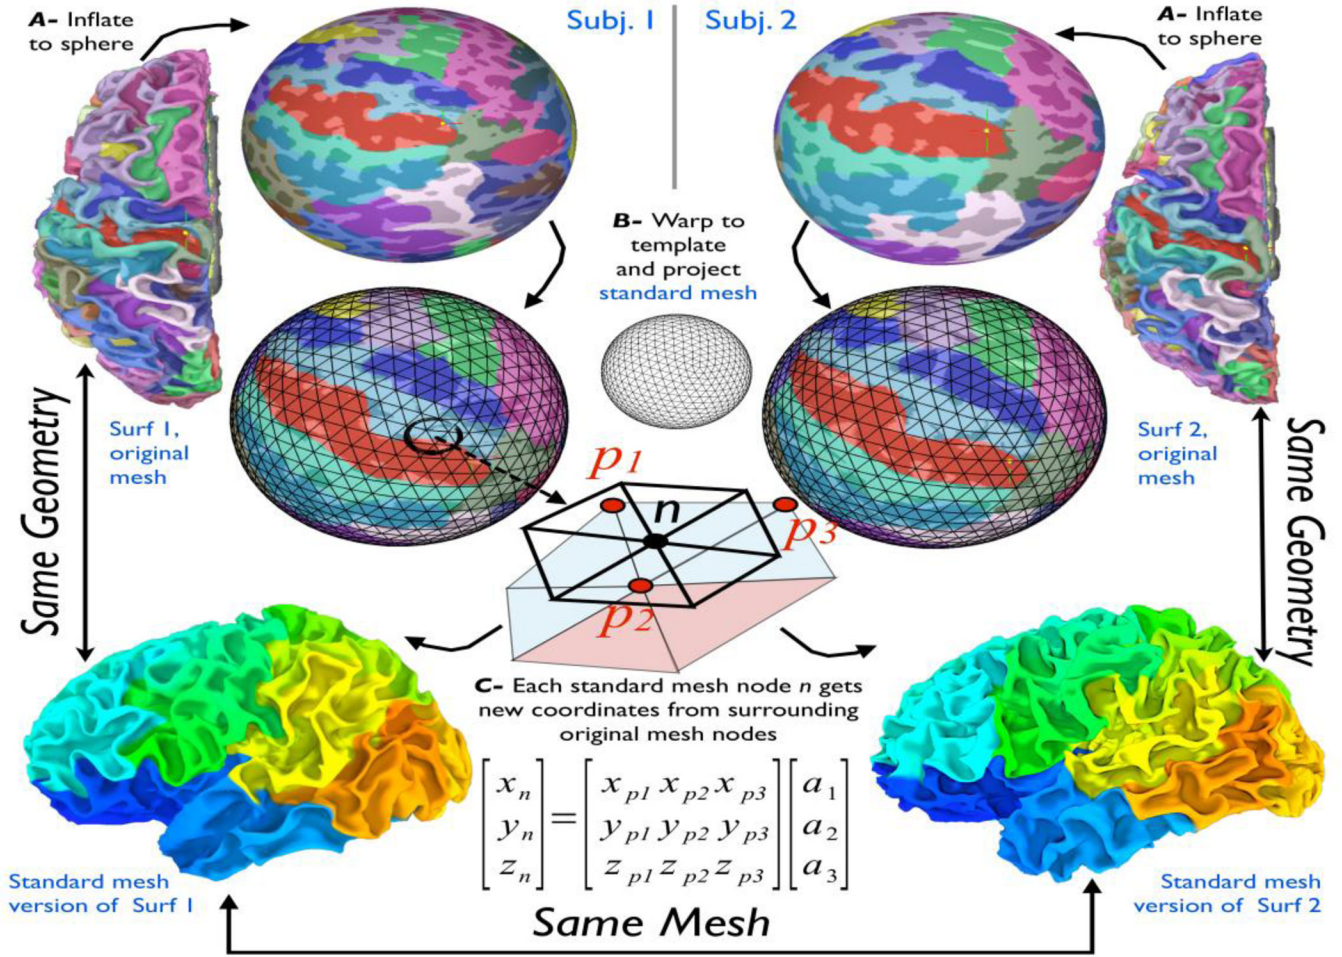 A- Inflate
to sphere
Subj. 1
Subj. 2
A- Inflate
to sphere
B- Warp to
template
and project
standard mesh
Surf 1,
original
mesh
Surf 2,
original
mesh
Same Geometry
Same Geometry
p1
n
p3
p2
C- Each standard mesh node n gets
new coordinates from surrounding
original mesh nodes
[x_n y_n z_n] = [x_p1 x_p2 x_p3 y_p1 y_p2 y_p3 z_p1 z_p2 z_p3] [a_1 a_2 a_3]
Standard mesh
version of Surf 1
Standard mesh
version of Surf 2
Same Mesh